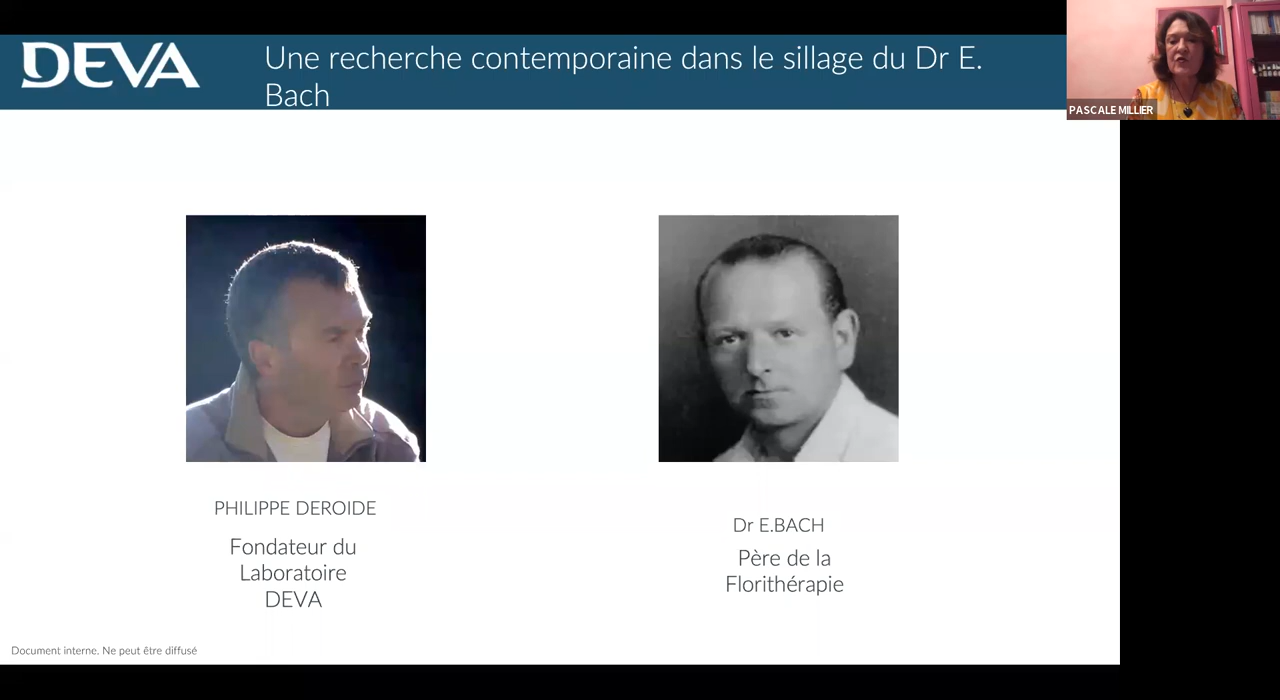 DEVA
Une recherche contemporaine dans le sillage du Dr E.
Bach
PASCALE MILLIER
PHILIPPE DEROIDE
Fondateur du
Laboratoire
DEVA
Dr E.BACH
Père de la
Florithérapie
Document interne. Ne peut être diffusé